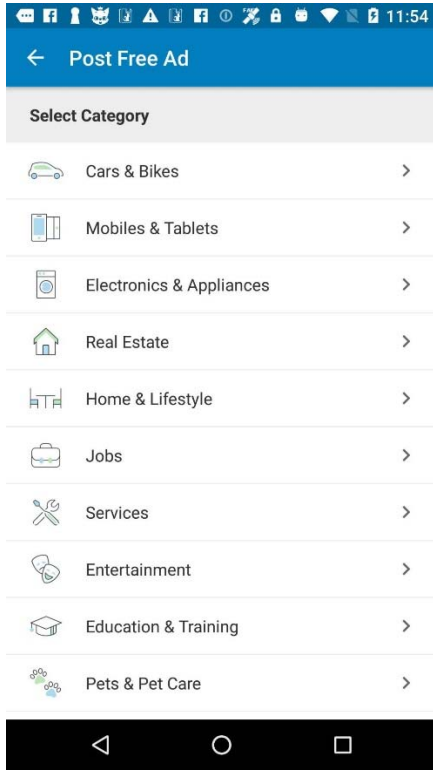 11:54
Post Free Ad
Select Category
Cars & Bikes
Mobiles & Tablets
Electronics & Appliances
Real Estate
Home & Lifestyle
Jobs
Services
Entertainment
Education & Training
Pets & Pet Care